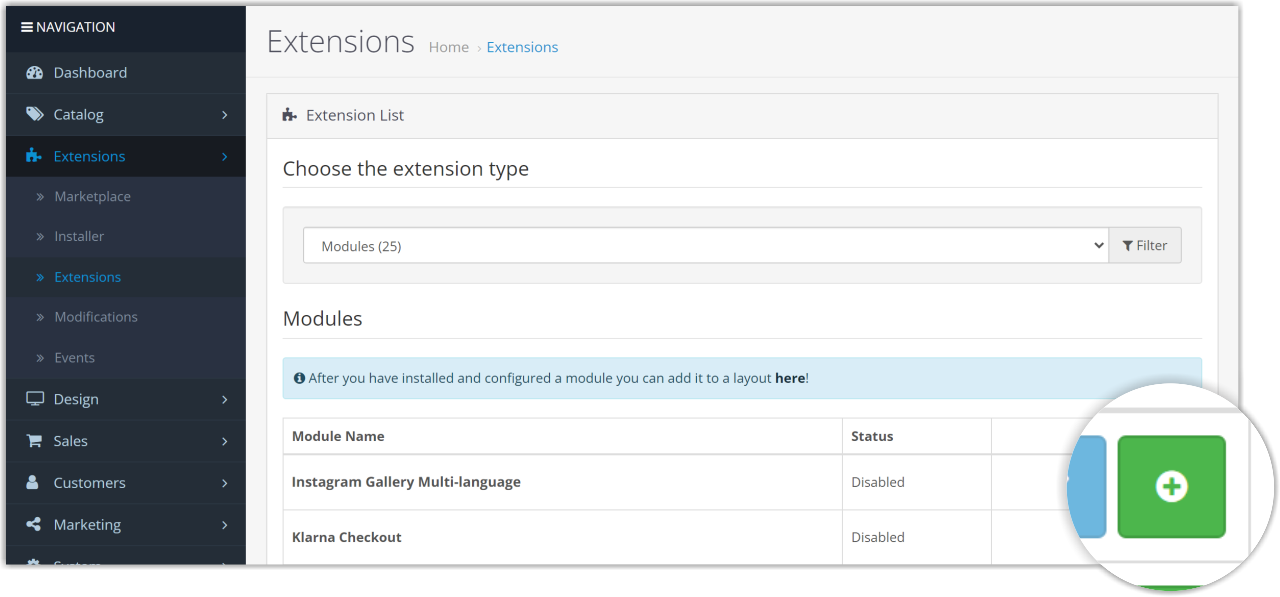 NAVIGATION
Dashboard
Catalog
Extensions
Marketplace
Installer
Extensions
Modifications
Events
Design
Sales
Customers
Marketing
System
Extensions
Home › Extensions
Extension List
Choose the extension type
Modules (25)
Filter
Modules
After you have installed and configured a module you can add it to a layout here!
Module Name Status
Instagram Gallery Multi-language Disabled
Klarna Checkout Disabled